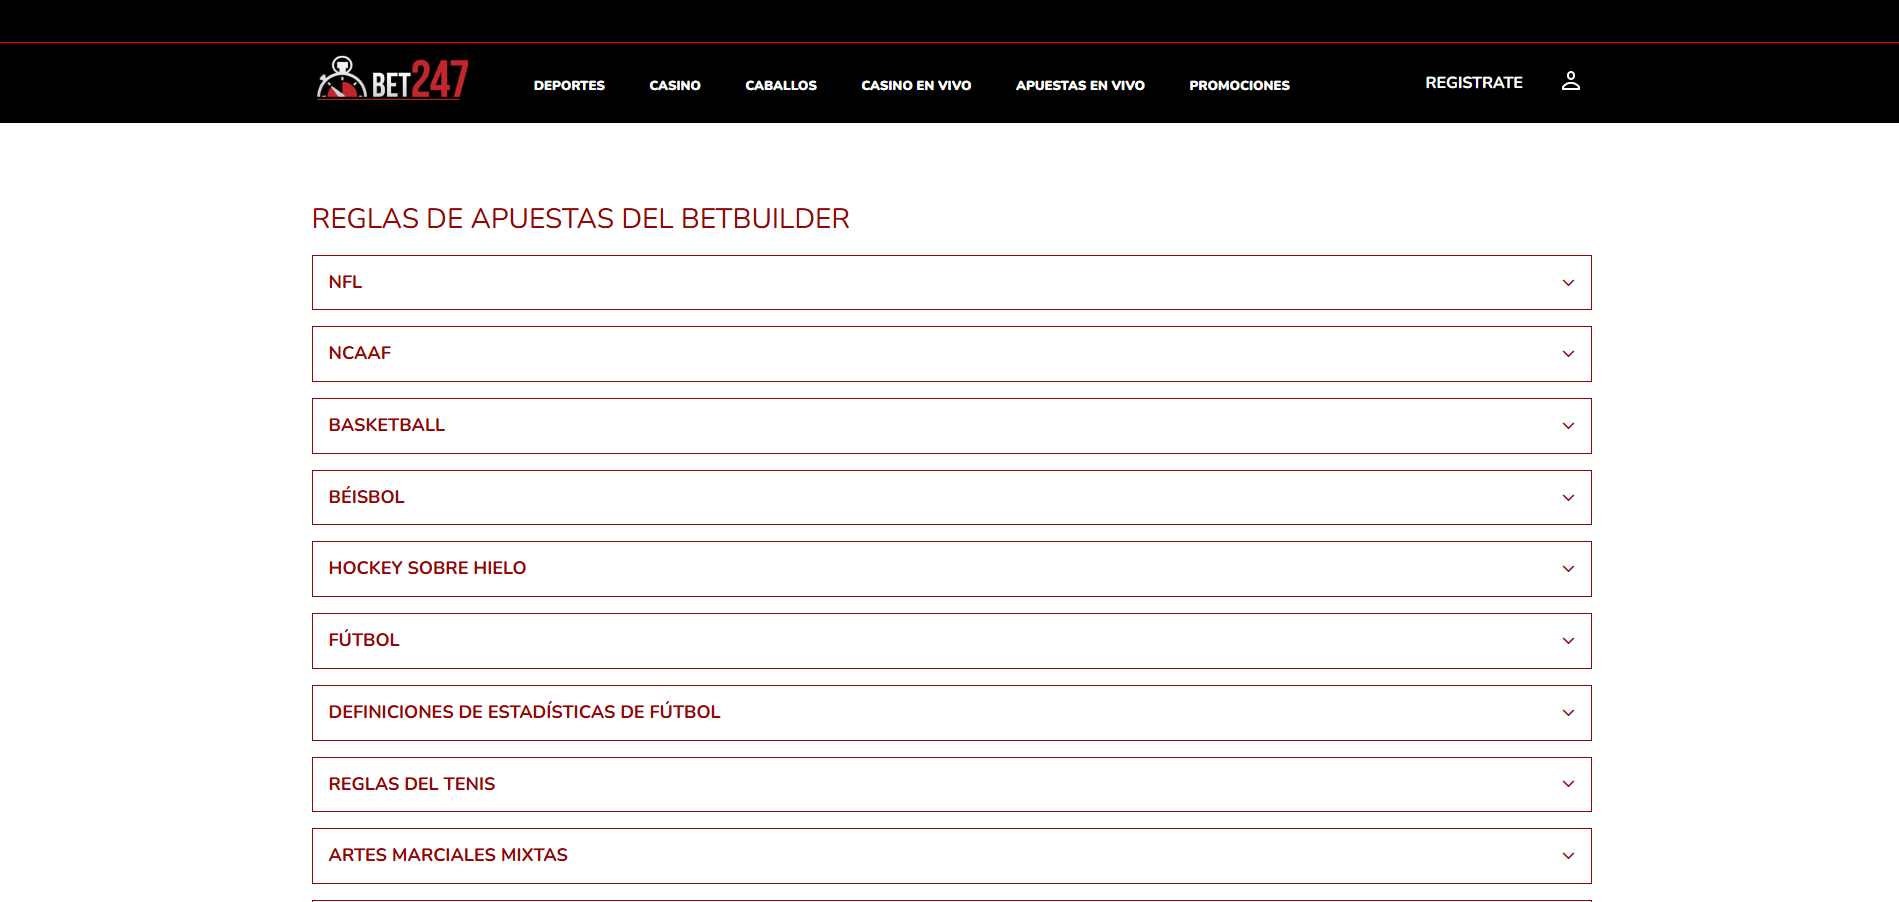 BET247
DEPORTES CASINO CABALLOS CASINO EN VIVO APUESTAS EN VIVO PROMOCIONES REGISTRATE
REGLAS DE APUESTAS DEL BETBUILDER
NFL
NCAAF
BASKETBALL
BÉISBOL
HOCKEY SOBRE HIELO
FÚTBOL
DEFINICIONES DE ESTADÍSTICAS DE FÚTBOL
REGLAS DEL TENIS
ARTES MARCIALES MIXTAS